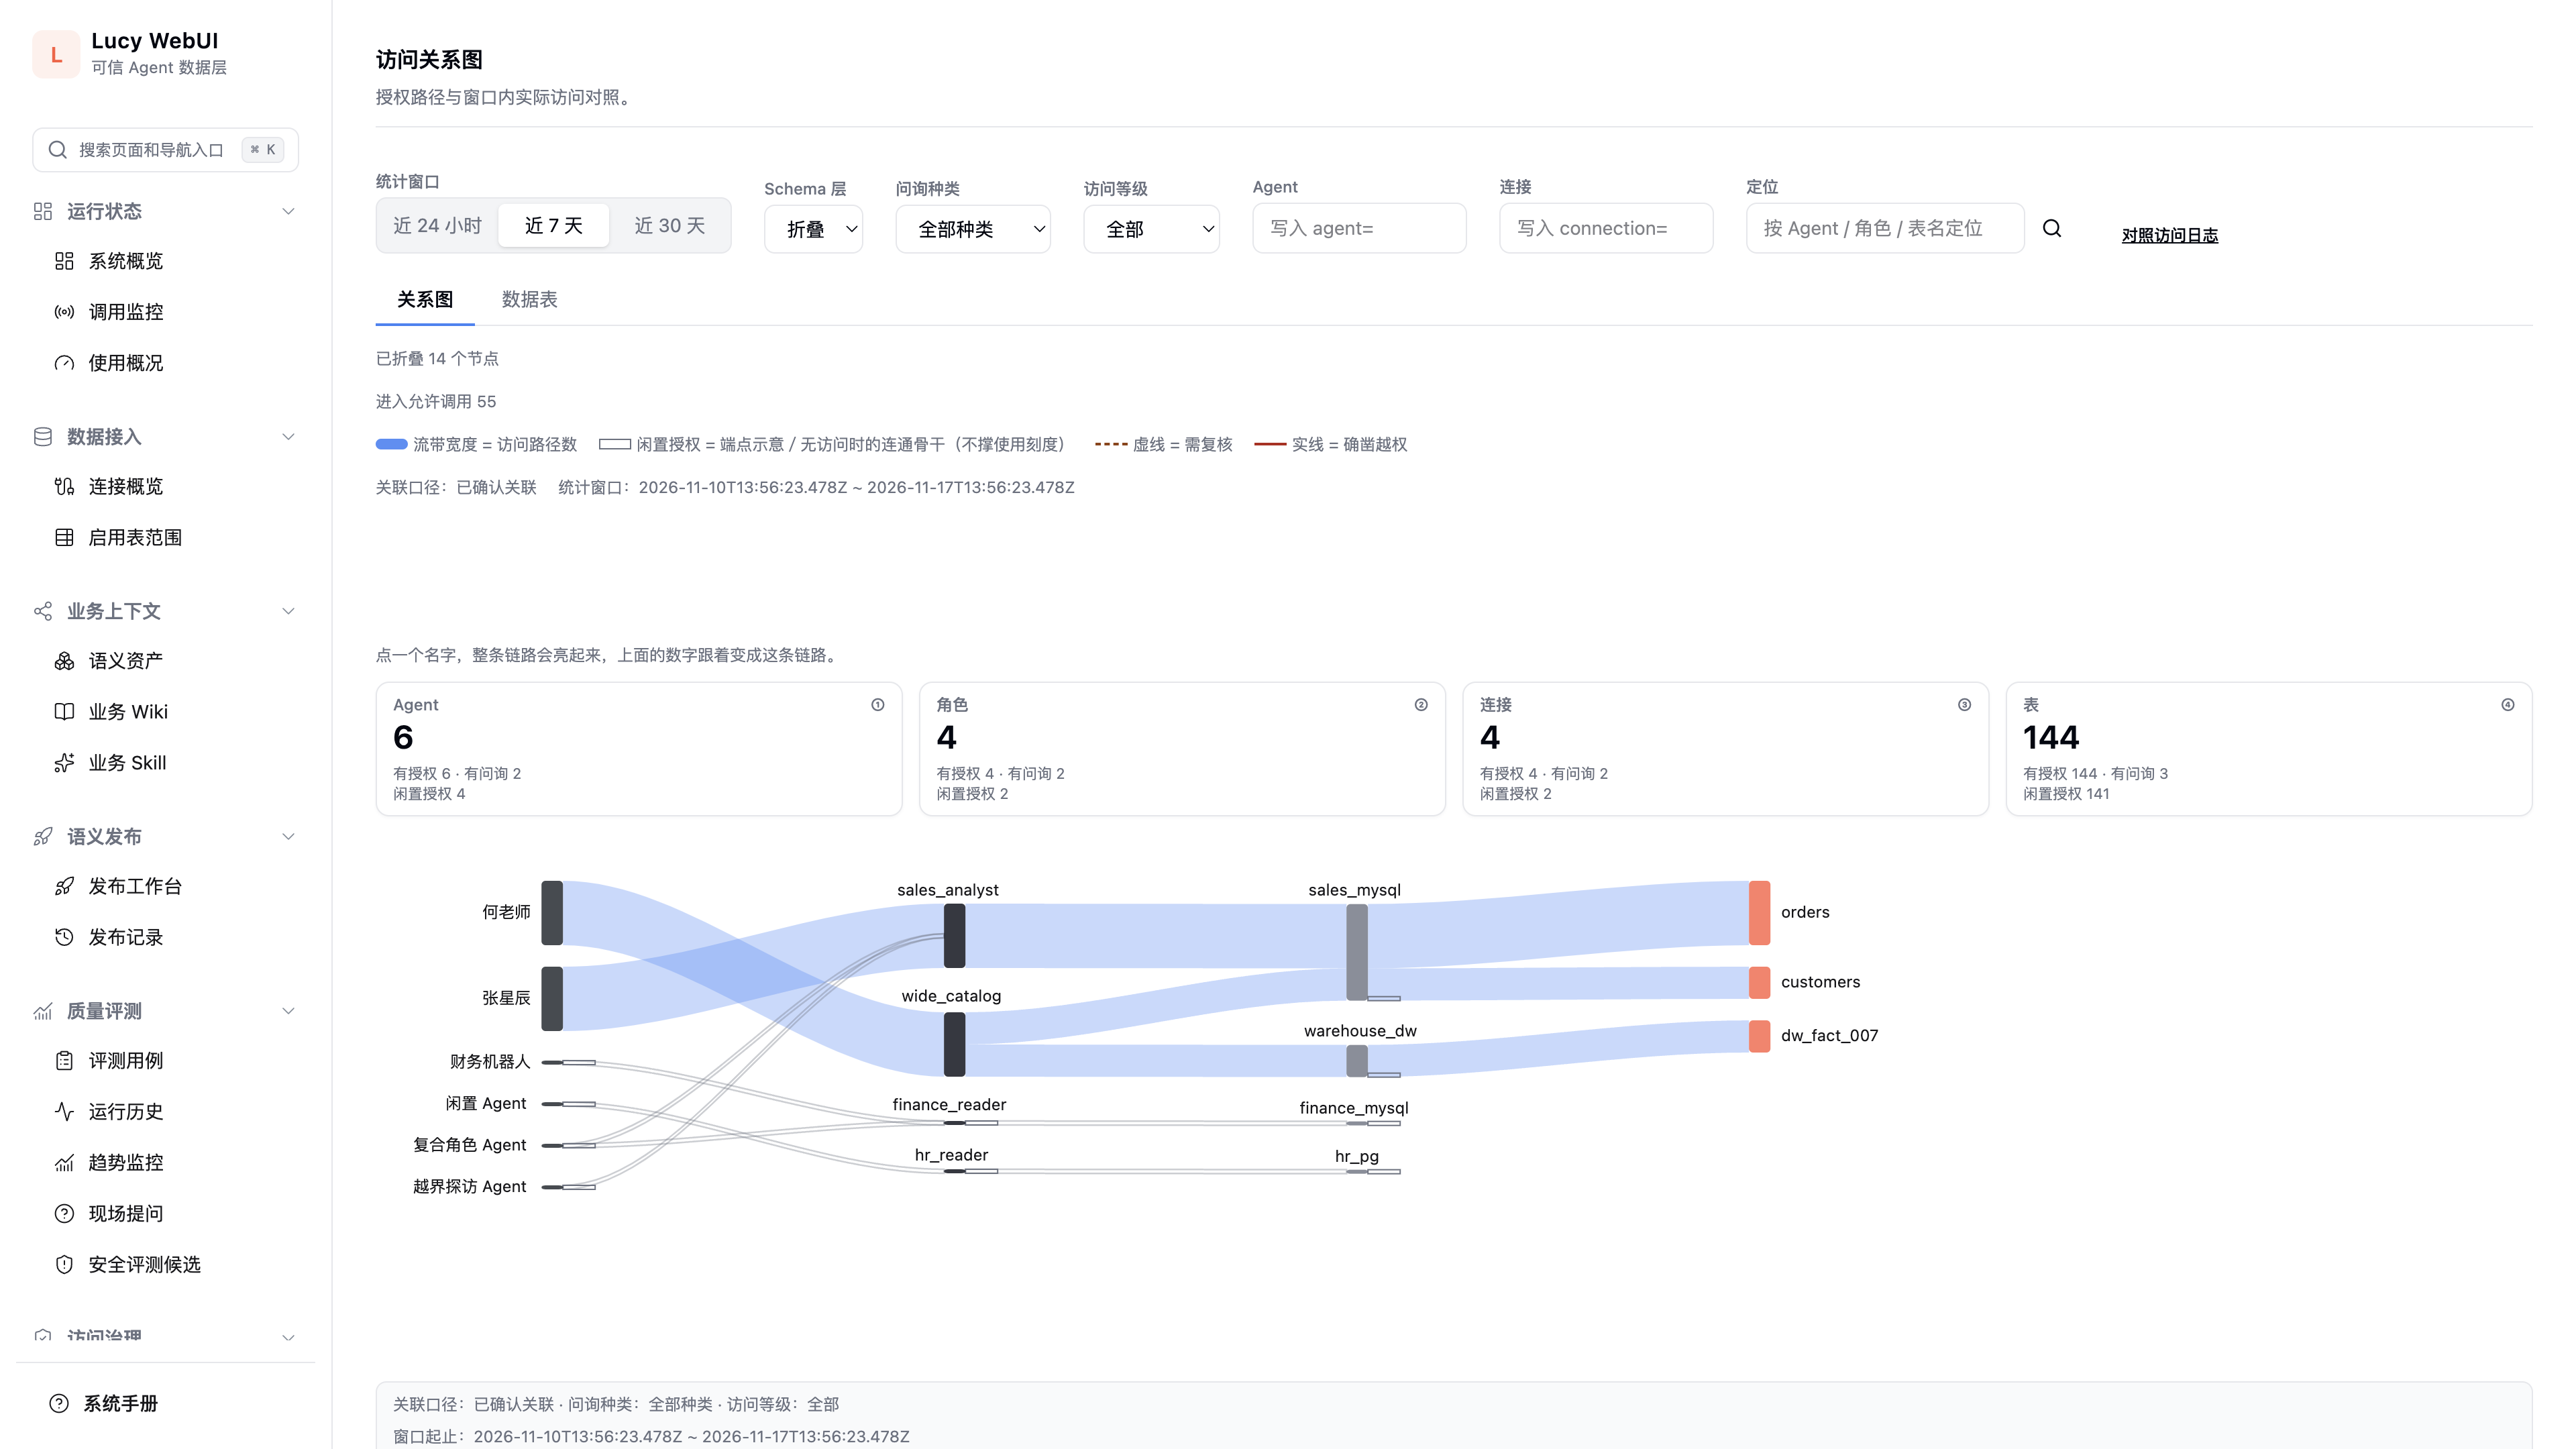 L
Lucy WebUI
可信 Agent 数据层
搜索页面和导航入口 ⌘ K
运行状态
系统概览
调用监控
使用概况
数据接入
连接概览
启用表范围
业务上下文
语义资产
业务 Wiki
业务 Skill
语义发布
发布工作台
发布记录
质量评测
评测用例
运行历史
趋势监控
现场提问
安全评测候选
访问治理
系统手册
访问关系图
授权路径与窗口内实际访问对照。
统计窗口
近 24 小时 近 7 天 近 30 天
Schema 层
折叠
问询种类
全部种类
访问等级
全部
Agent
写入 agent=
连接
写入 connection=
定位
按 Agent / 角色 / 表名定位
对照访问日志
关系图 数据表
已折叠 14 个节点
进入允许调用 55
流带宽度 = 访问路径数 闲置授权 = 端点示意 / 无访问时的连通骨干（不撑使用刻度） 虚线 = 需复核 实线 = 确凿越权
关联口径：已确认关联 统计窗口：2026-11-10T13:56:23.478Z ~ 2026-11-17T13:56:23.478Z
点一个名字，整条链路会亮起来，上面的数字跟着变成这条链路。
Agent ①
6
有授权 6 · 有问询 2
闲置授权 4
角色 ②
4
有授权 4 · 有问询 2
闲置授权 2
连接 ③
4
有授权 4 · 有问询 2
闲置授权 2
表 ④
144
有授权 144 · 有问询 3
闲置授权 141
何老师
张星辰
财务机器人
闲置 Agent
复合角色 Agent
越界探访 Agent
sales_analyst
wide_catalog
finance_reader
hr_reader
sales_mysql
warehouse_dw
finance_mysql
hr_pg
orders
customers
dw_fact_007
关联口径：已确认关联 · 问询种类：全部种类 · 访问等级：全部
窗口起止：2026-11-10T13:56:23.478Z ~ 2026-11-17T13:56:23.478Z